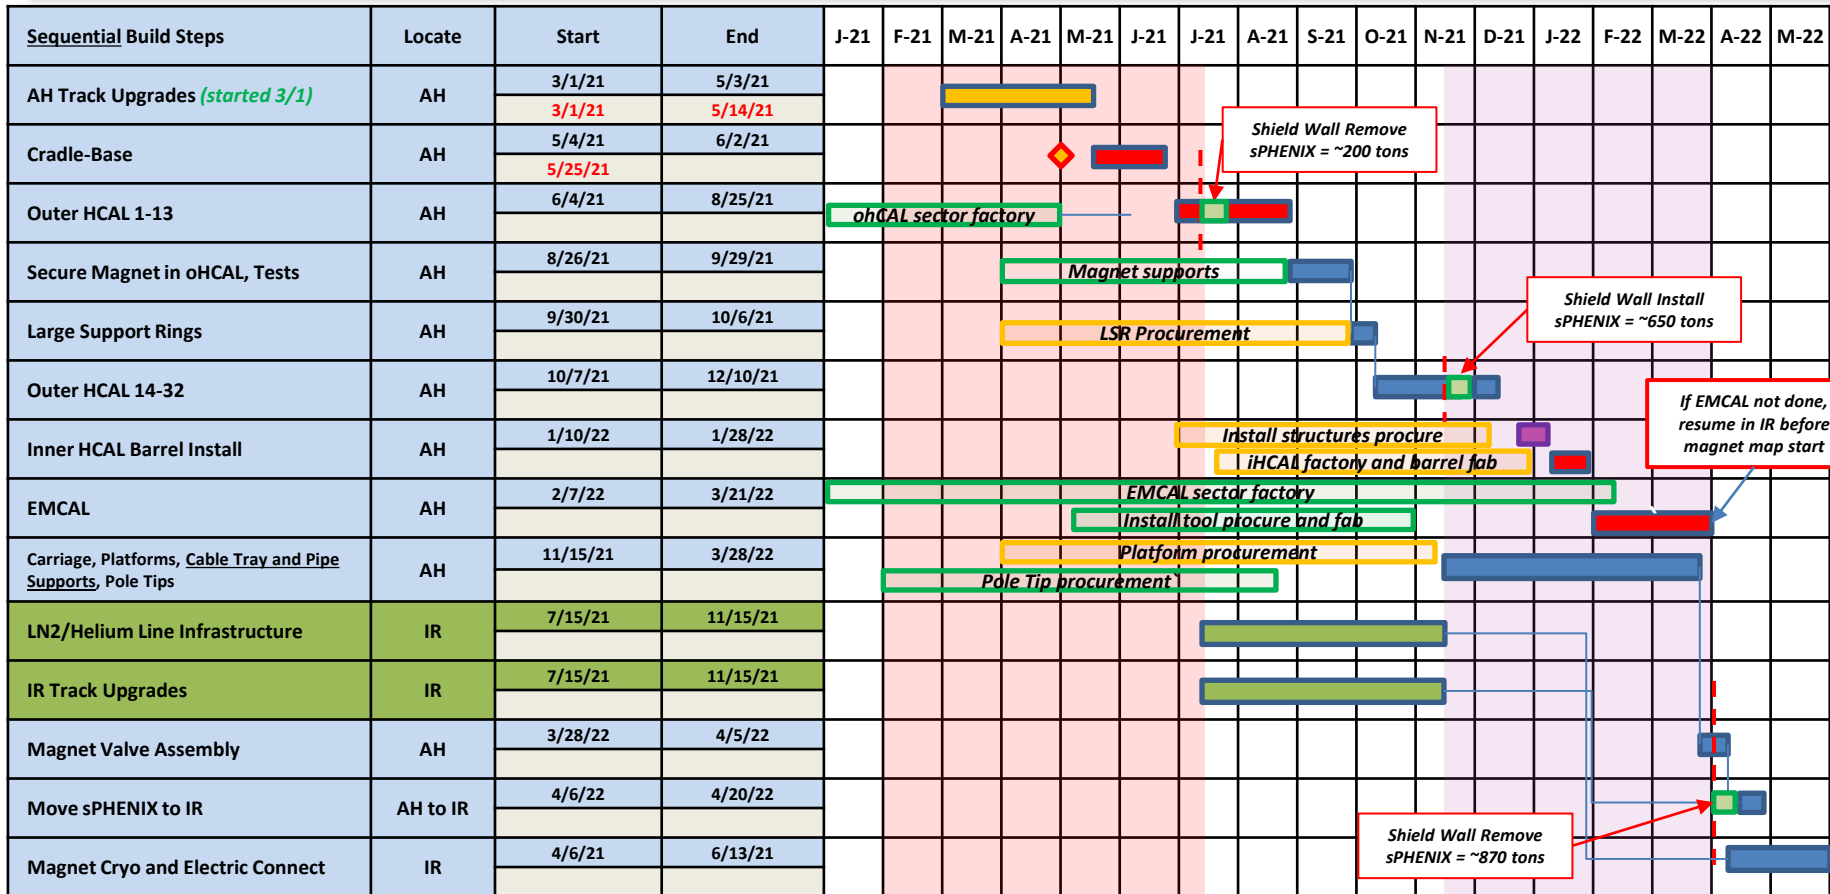 Sequential Build Steps Locate Start End J-21 F-21 M-21 A-21 M-21 J-21 J-21 A-21 S-21 O-21 N-21 D-21 J-22 F-22 M-22 A-22 M-22
AH Track Upgrades (started 3/1) AH 3/1/21 5/3/21
3/1/21 5/14/21
Cradle-Base AH 5/4/21 6/2/21
5/25/21
Shield Wall Remove
sPHENIX = ~200 tons
Outer HCAL 1-13 AH 6/4/21 8/25/21
ohCAL sector factory
Secure Magnet in oHCAL, Tests AH 8/26/21 9/29/21
Magnet supports
Large Support Rings AH 9/30/21 10/6/21
LSR Procurement
Shield Wall Install
sPHENIX = ~650 tons
Outer HCAL 14-32 AH 10/7/21 12/10/21
If EMCAL not done,
resume in IR before
magnet map start
Inner HCAL Barrel Install AH 1/10/22 1/28/22
Install structures procure
iHCAL factory and barrel fab
EMCAL AH 2/7/22 3/21/22
EMCAL sector factory
Install tool procure and fab
Carriage, Platforms, Cable Tray and Pipe
Supports, Pole Tips AH 11/15/21 3/28/22
Platform procurement
Pole Tip procurement`
LN2/Helium Line Infrastructure IR 7/15/21 11/15/21
IR Track Upgrades IR 7/15/21 11/15/21
Magnet Valve Assembly AH 3/28/22 4/5/22
Move sPHENIX to IR AH to IR 4/6/22 4/20/22
Shield Wall Remove
sPHENIX = ~870 tons
Magnet Cryo and Electric Connect IR 4/6/21 6/13/21